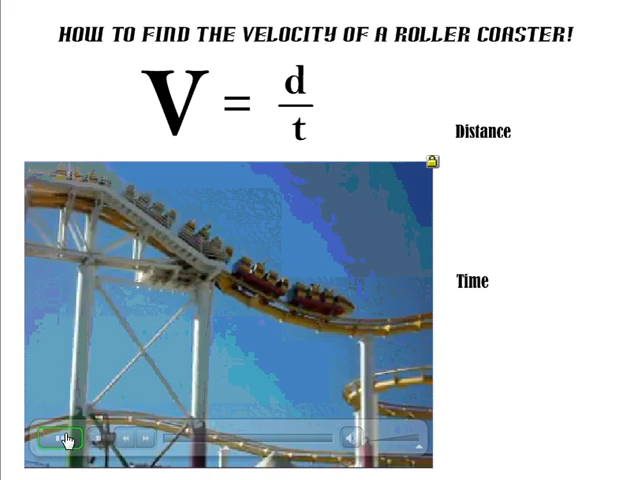 HOW TO FIND THE VELOCITY OF A ROLLER COASTER!
V = d
t
Distance
Time